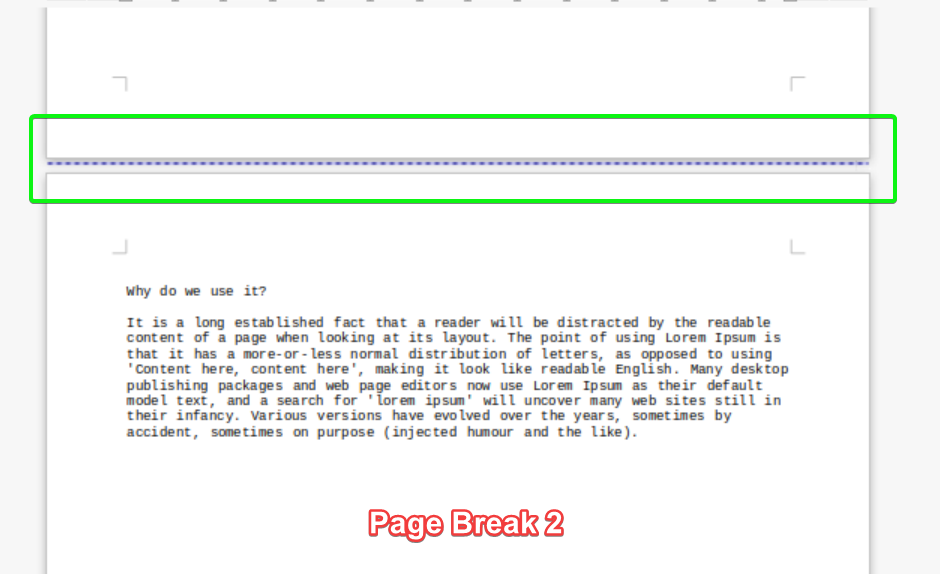 Why do we use it?
It is a long established fact that a reader will be distracted by the readable
content of a page when looking at its layout. The point of using Lorem Ipsum is
that it has a more-or-less normal distribution of letters, as opposed to using
'Content here, content here', making it look like readable English. Many desktop
publishing packages and web page editors now use Lorem Ipsum as their default
model text, and a search for 'lorem ipsum' will uncover many web sites still in
their infancy. Various versions have evolved over the years, sometimes by
accident, sometimes on purpose (injected humour and the like).
Page Break 2